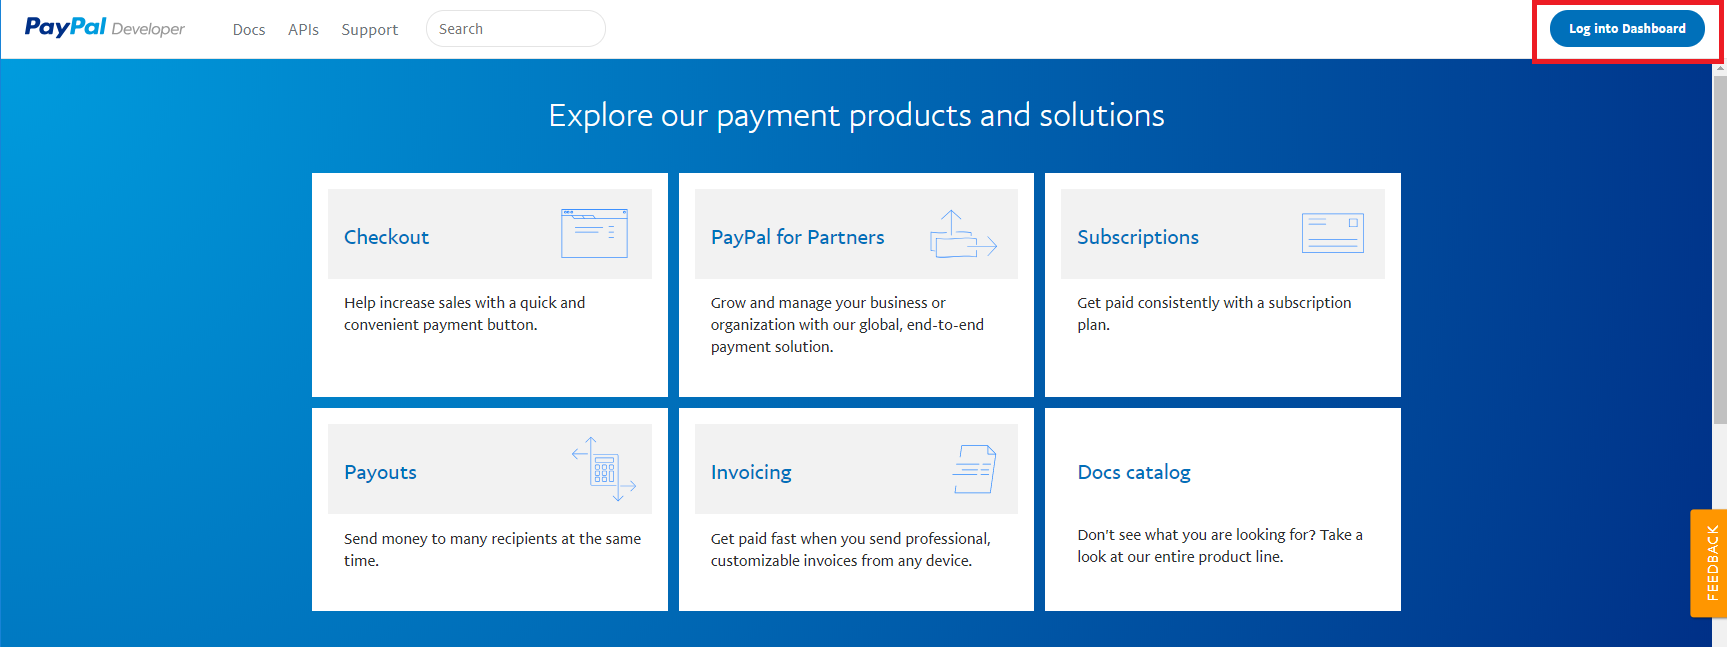 PayPal Developer
Docs
APIs
Support
Search
Log into Dashboard
Explore our payment products and solutions
Checkout
Help increase sales with a quick and
convenient payment button.
PayPal for Partners
Grow and manage your business or
organization with our global, end-to-end
payment solution.
Subscriptions
Get paid consistently with a subscription
plan.
Payouts
Send money to many recipients at the same
time.
Invoicing
Get paid fast when you send professional,
customizable invoices from any device.
Docs catalog
Don't see what you are looking for? Take a
look at our entire product line.
FEEDBACK